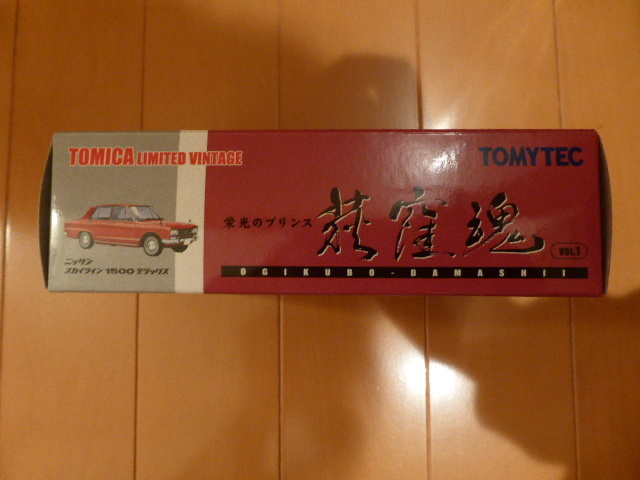 TOMICA LIMITED VINTAGE
TOMYTEC
栄光のプリンス 荻窪魂 VOL.1
OGIKUBO-DAMASHII
ニッサン
スカイライン 1500 デラックス